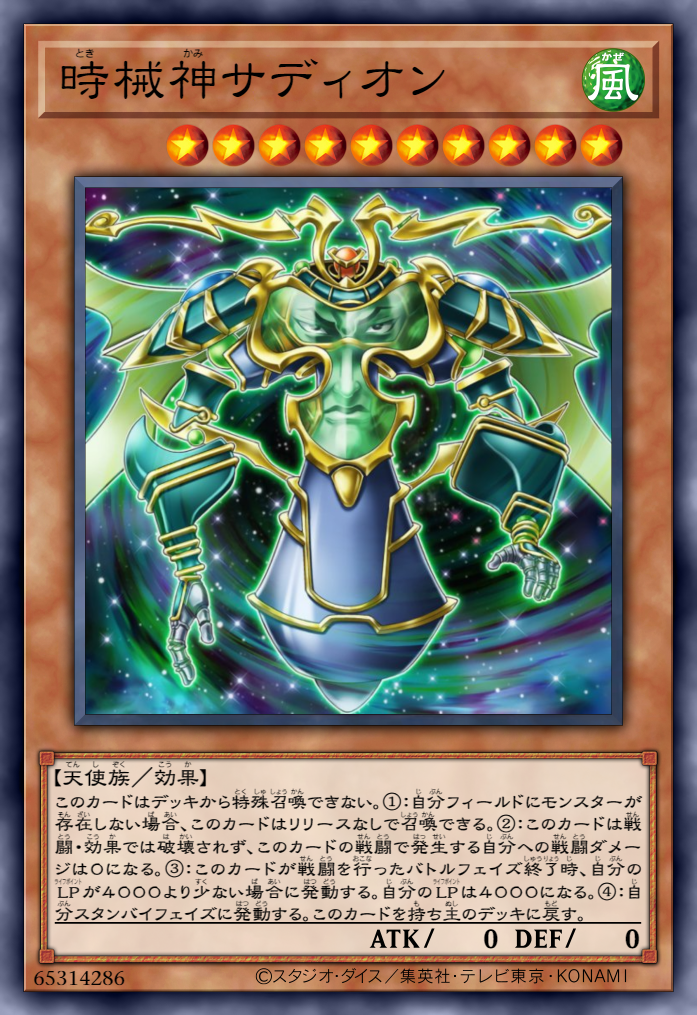 時械神サディオン
風
【天使族／効果】
このカードはデッキから特殊召喚できない。①：自分フィールドにモンスターが
存在しない場合、このカードはリリースなしで召喚できる。②：このカードは戦
闘・効果では破壊されず、このカードの戦闘で発生する自分への戦闘ダメー
ジは０になる。③：このカードが戦闘を行ったバトルフェイズ終了時、自分の
LPが４０００より少ない場合に発動する。自分のLPは４０００になる。④：自
分スタンバイフェイズに発動する。このカードを持ち主のデッキに戻す。
ATK/ 0 DEF/ 0
65314286 ©スタジオ・ダイス／集英社・テレビ東京・KONAMI